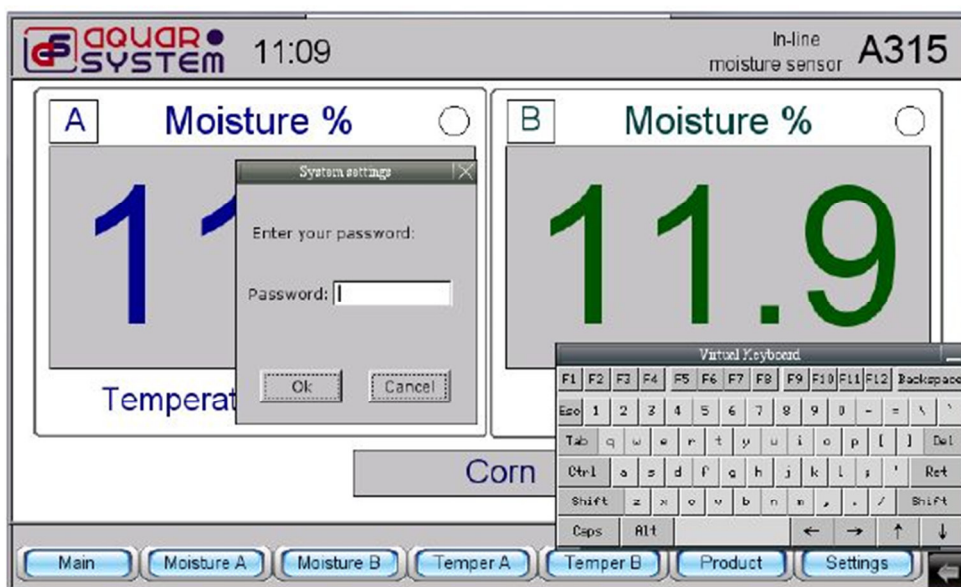 aquar
system
11:09
In-line
moisture sensor
A315
A
Moisture %
B
Moisture %
11.9
System settings
Enter your password:
Password:
Ok
Cancel
Corn
Virtual Keyboard
F1 F2 F3 F4 F5 F6 F7 F8 F9 F10 F11 F12 Backspace
Esc 1 2 3 4 5 6 7 8 9 0 - = \ `
Tab q w e r t y u i o p [ ] Del
Ctrl a s d f g h j k l ; ' Ret
Shift z x c v b n m , . / Shift
Caps Alt ← → ↑ ↓
Main
Moisture A
Moisture B
Temper A
Temper B
Product
Settings